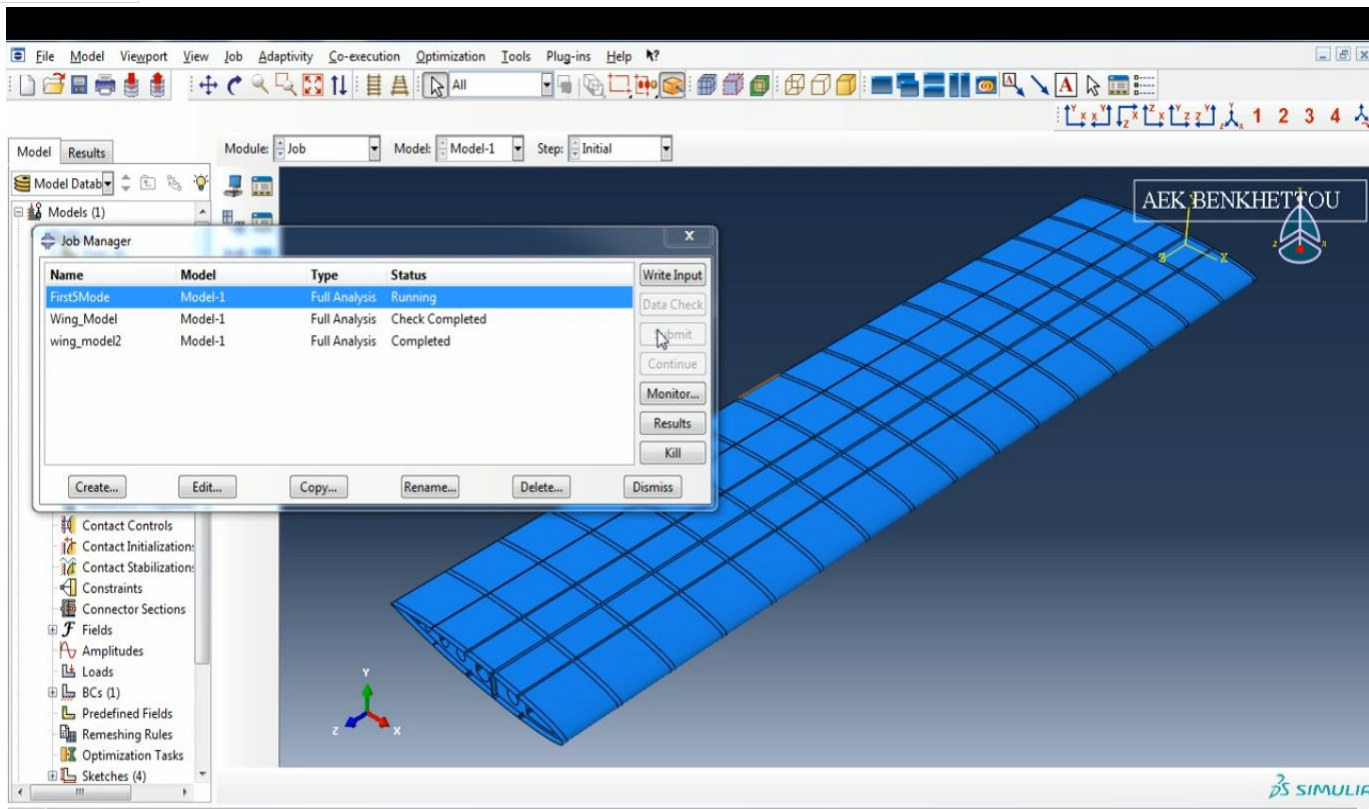 File Model Viewport View Job Adaptivity Co-execution Optimization Tools Plug-ins Help
All
1 2 3 4
Model Results Module: Job Model: Model-1 Step: Initial
Model Datab
Models (1)
AEK BENKHETTOU
Job Manager
Name Model Type Status
First5Mode Model-1 Full Analysis Running
Wing_Model Model-1 Full Analysis Check Completed
wing_model2 Model-1 Full Analysis Completed
Write Input
Data Check
Submit
Continue
Monitor...
Results
Kill
Create... Edit... Copy... Rename... Delete... Dismiss
Contact Controls
Contact Initialization
Contact Stabilization
Constraints
Connector Sections
Fields
Amplitudes
Loads
BCs (1)
Predefined Fields
Remeshing Rules
Optimization Tasks
Sketches (4)
Y
Z X
SIMULIA